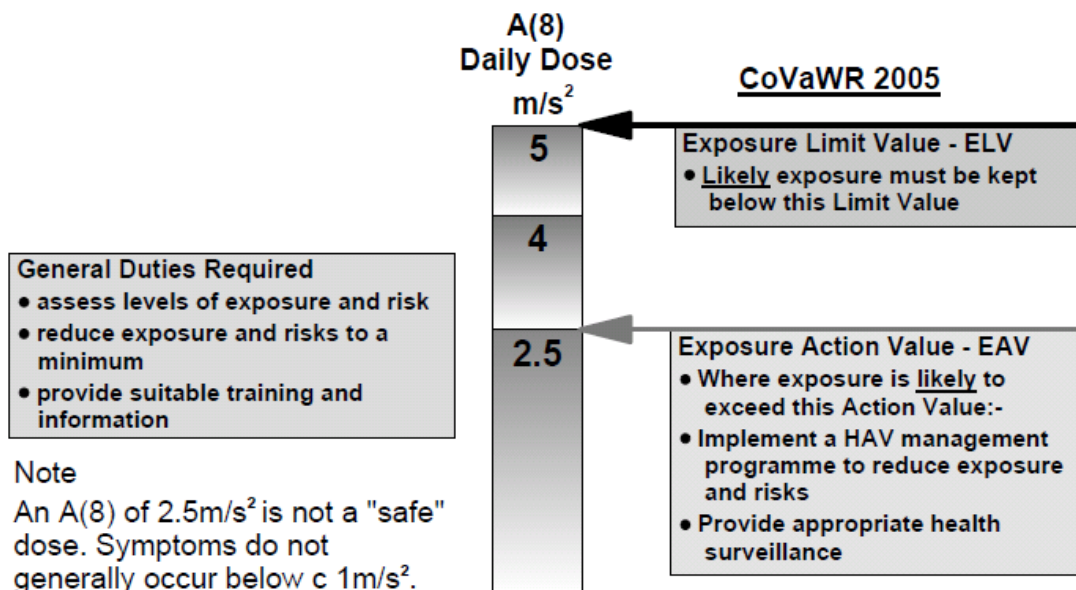 A(8)
Daily Dose
m/s²
CoVaWR 2005
5
Exposure Limit Value - ELV
● Likely exposure must be kept
below this Limit Value
4
General Duties Required
● assess levels of exposure and risk
● reduce exposure and risks to a
minimum
● provide suitable training and
information
2.5
Exposure Action Value - EAV
● Where exposure is likely to
exceed this Action Value:-
● Implement a HAV management
programme to reduce exposure
and risks
● Provide appropriate health
surveillance
Note
An A(8) of 2.5m/s² is not a "safe"
dose. Symptoms do not
generally occur below c 1m/s².